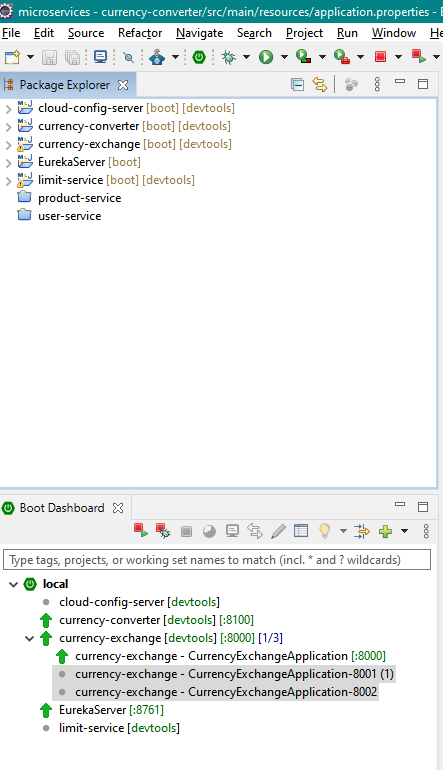 microservices - currency-converter/src/main/resources/application.properties - E
File Edit Source Refactor Navigate Search Project Run Window He
Package Explorer
cloud-config-server [boot] [devtools]
currency-converter [boot] [devtools]
currency-exchange [boot] [devtools]
EurekaServer [boot]
limit-service [boot] [devtools]
product-service
user-service
Boot Dashboard
Type tags, projects, or working set names to match (incl. * and ? wildcards)
local
cloud-config-server [devtools]
currency-converter [devtools] [:8100]
currency-exchange [devtools] [:8000] [1/3]
currency-exchange - CurrencyExchangeApplication [:8000]
currency-exchange - CurrencyExchangeApplication-8001 (1)
currency-exchange - CurrencyExchangeApplication-8002
EurekaServer [:8761]
limit-service [devtools]